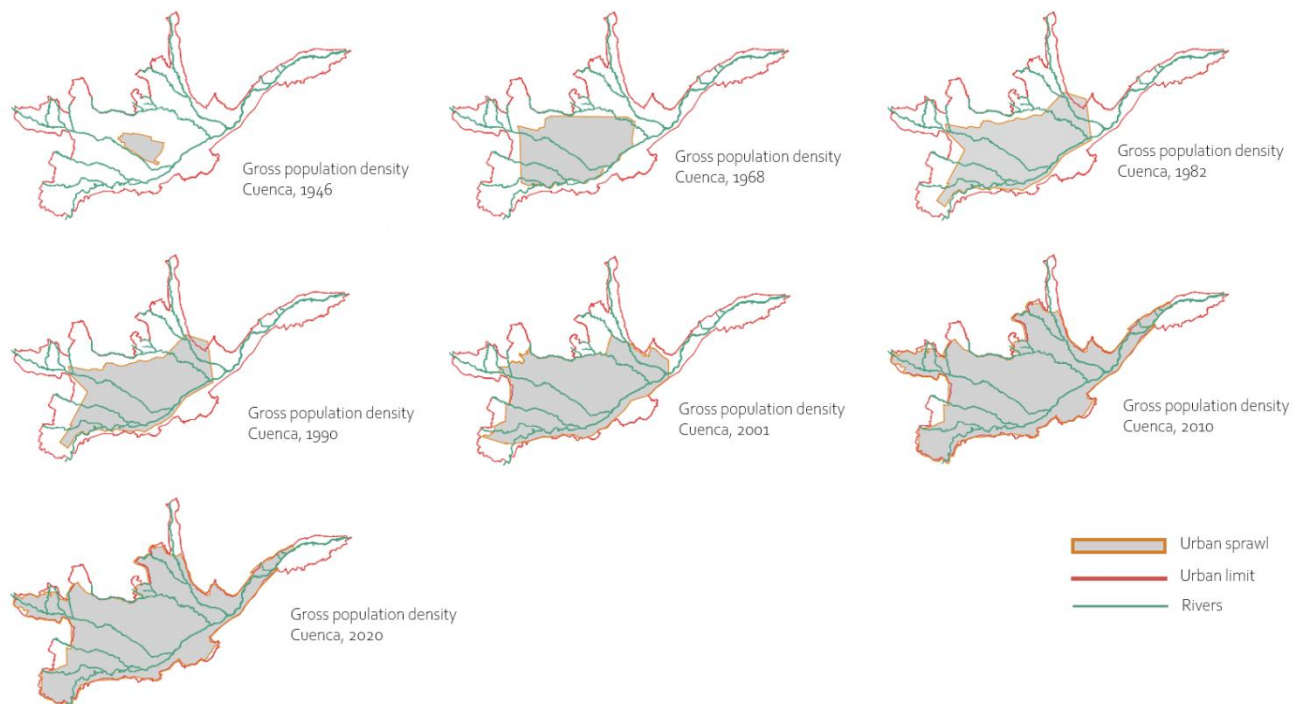 Gross population density
Cuenca, 1946
Gross population density
Cuenca, 1968
Gross population density
Cuenca, 1982
Gross population density
Cuenca, 1990
Gross population density
Cuenca, 2001
Gross population density
Cuenca, 2010
Gross population density
Cuenca, 2020
Urban sprawl
Urban limit
Rivers